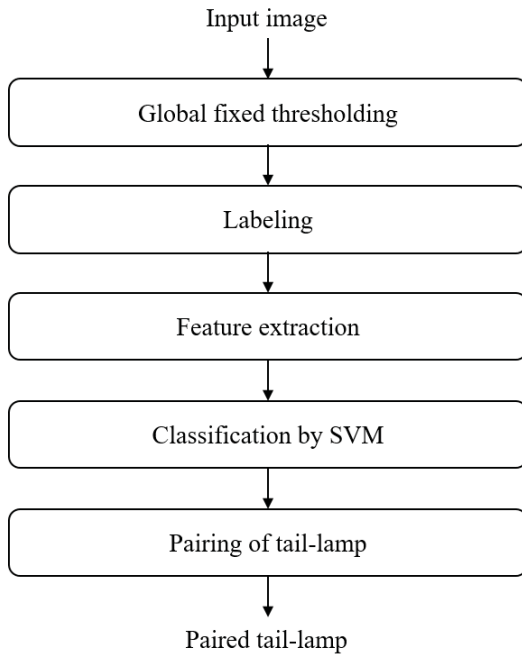 Input image
Global fixed thresholding
Labeling
Feature extraction
Classification by SVM
Pairing of tail-lamp
Paired tail-lamp